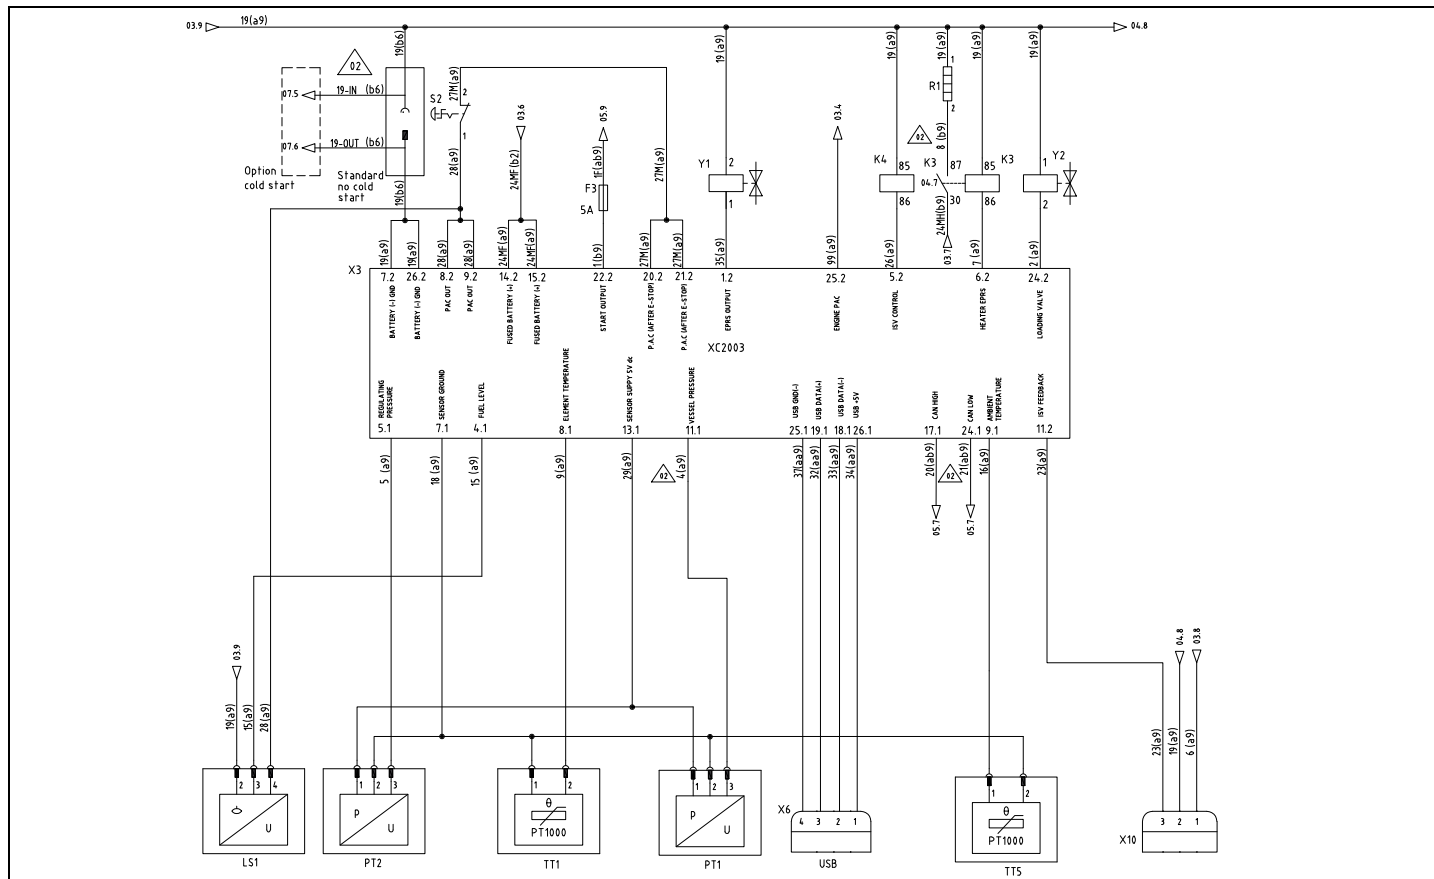 03.9
19(a9)
04.8
19(b6)
02
07.5
19-IN (b6)
07.6
19-OUT (b6)
Option
cold start
Standard
no cold
start
19(b6)
S2
27M(a9)
2
1
28(a9)
03.6
24MF(b2)
05.9
1F(ab9)
F3
5A
27M(a9)
19(a9)
Y1
2
1
03.4
19(a9)
K4
85
86
19(a9)
1
R1
2
02
8 (b9)
K3
87
04.7
30
24MH(b9)
03.7
19(a9)
85
K3
86
19(a9)
1
Y2
2
19(a9)
19(a9)
28(a9)
28(a9)
24MF(a9)
24MF(a9)
1(b9)
27M(a9)
27M(a9)
35(a9)
99(a9)
26(a9)
7 (a9)
2 (a9)
X3
7.2
26.2
8.2
9.2
14.2
15.2
22.2
20.2
21.2
1.2
25.2
5.2
6.2
24.2
BATTERY (-) GND
BATTERY (-) GND
PAC OUT
PAC OUT
FUSED BATTERY (+)
FUSED BATTERY (+)
START OUTPUT
P.A.C (AFTER E-STOP)
P.A.C (AFTER E-STOP)
EPRS OUTPUT
ENGINE PAC
ISV CONTROL
HEATER EPRS
LOADING VALVE
XC2003
REGULATING
PRESSURE
SENSOR GROUND
FUEL LEVEL
ELEMENT TEMPERATURE
SENSOR SUPPY 5V dc
VESSEL PRESSURE
USB GND(-)
USB DATA(+)
USB DATA(-)
USB +5V
CAN HIGH
CAN LOW
AMBIENT
TEMPERATURE
ISV FEEDBACK
5.1
7.1
4.1
8.1
13.1
11.1
25.1
19.1
18.1
26.1
17.1
24.1
9.1
11.2
5 (a9)
18 (a9)
15 (a9)
9(a9)
29(a9)
02
4(a9)
37(aa9)
32(aa9)
33(aa9)
34(aa9)
20(ab9)
02
21(ab9)
16(a9)
23(a9)
05.7
05.7
03.9
19(a9)
15(a9)
28(a9)
04.8
03.8
23(a9)
19(a9)
6 (a9)
2
3
4
U
LS1
1
2
3
P
U
PT2
1
2
θ
PT1000
TT1
1
2
3
P
U
PT1
X6
4
3
2
1
USB
1
2
θ
PT1000
TT5
X10
3
2
1